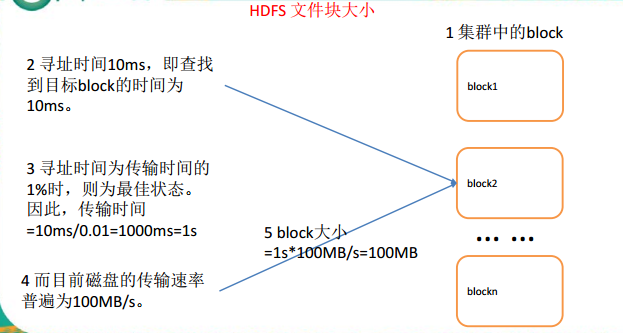 HDFS 文件块大小
1 集群中的block
2 寻址时间10ms，即查找
到目标block的时间为
10ms。
block1
3 寻址时间为传输时间的
1%时，则为最佳状态。
因此，传输时间
=10ms/0.01=1000ms=1s
block2
5 block大小
=1s*100MB/s=100MB
... ...
4 而目前磁盘的传输速率
普遍为100MB/s。
blockn